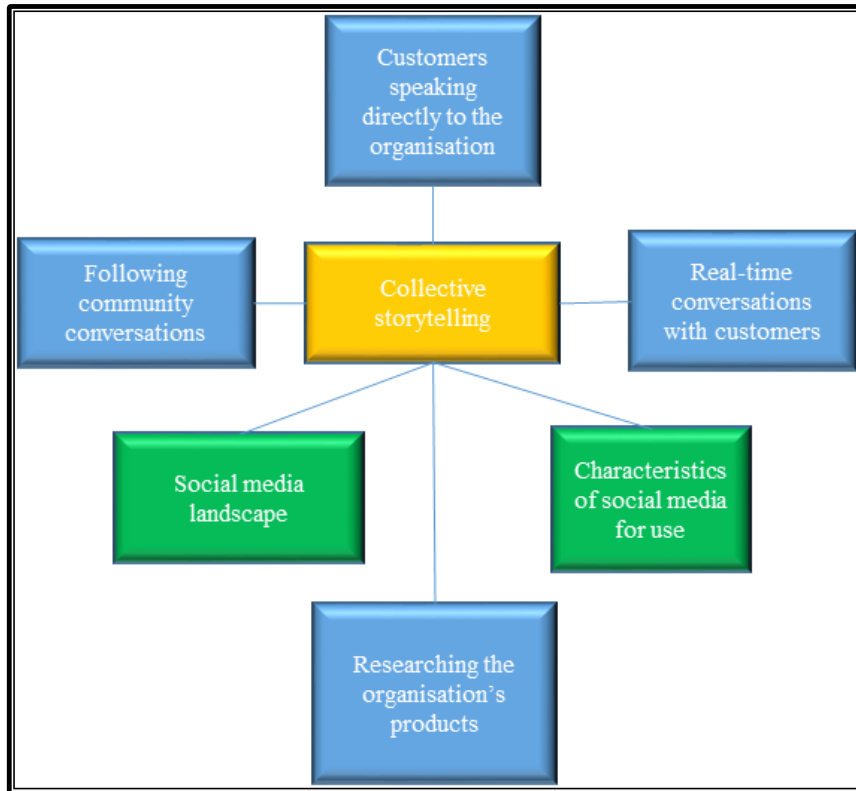 Customers
speaking
directly to the
organisation
Following
community
conversations
Collective
storytelling
Real-time
conversations
with customers
Social media
landscape
Characteristics
of social media
for use
Researching the
organisation’s
products